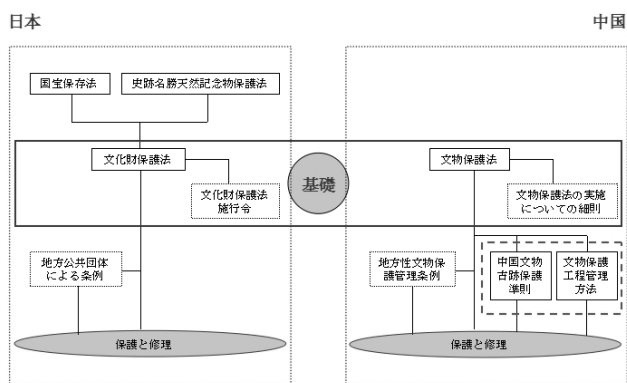 日本
中国
国宝保存法
史跡名勝天然記念物保護法
文化財保護法
文化財保護法
施行令
基礎
文物保護法
文物保護法の実施
についての細則
地方公共団体
による条例
地方性文物保
護管理条例
中国文物
古跡保護
準則
文物保護
工程管理
方法
保護と修理
保護と修理